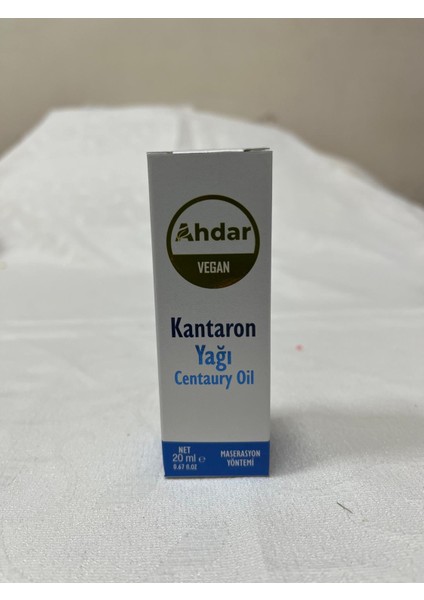 Ahdar
VEGAN
Kantaron
Yağı
Centaury Oil
NET
20 ml e
0.67 fl.oz
MASERASYON
YÖNTEMİ